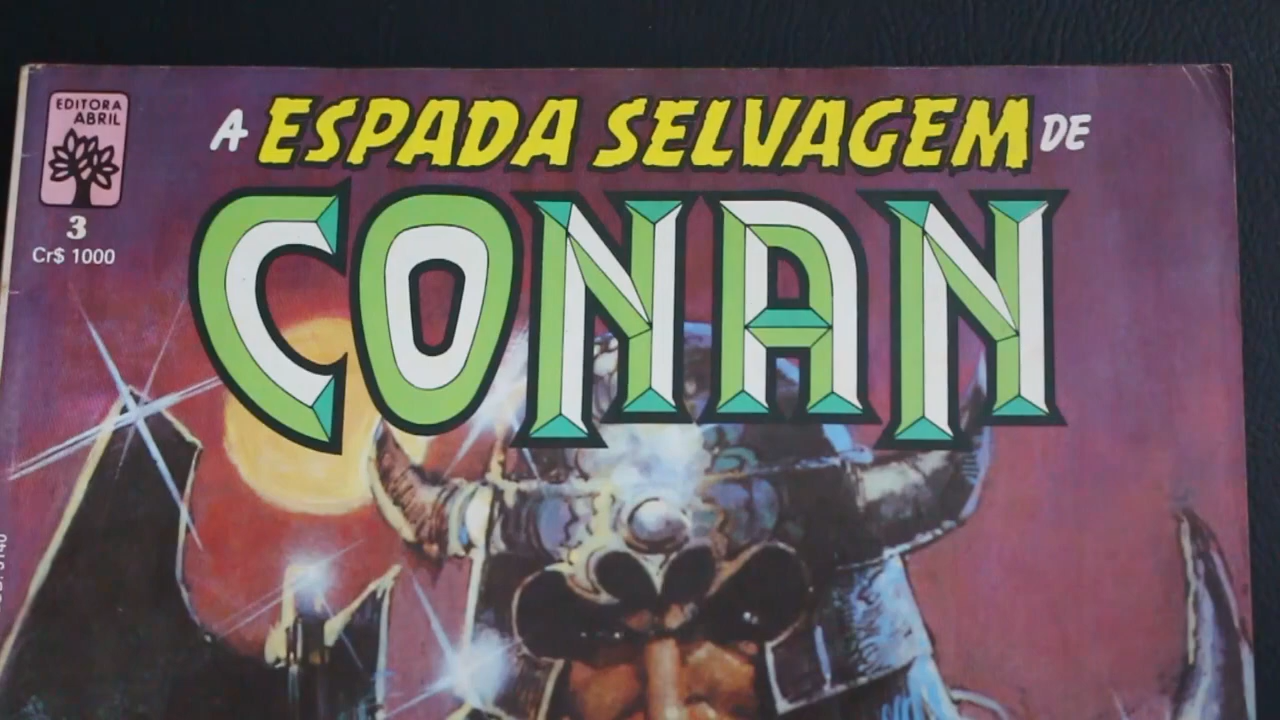 EDITORA
ABRIL
3
Cr$ 1000
A ESPADA SELVAGEM DE
CONAN